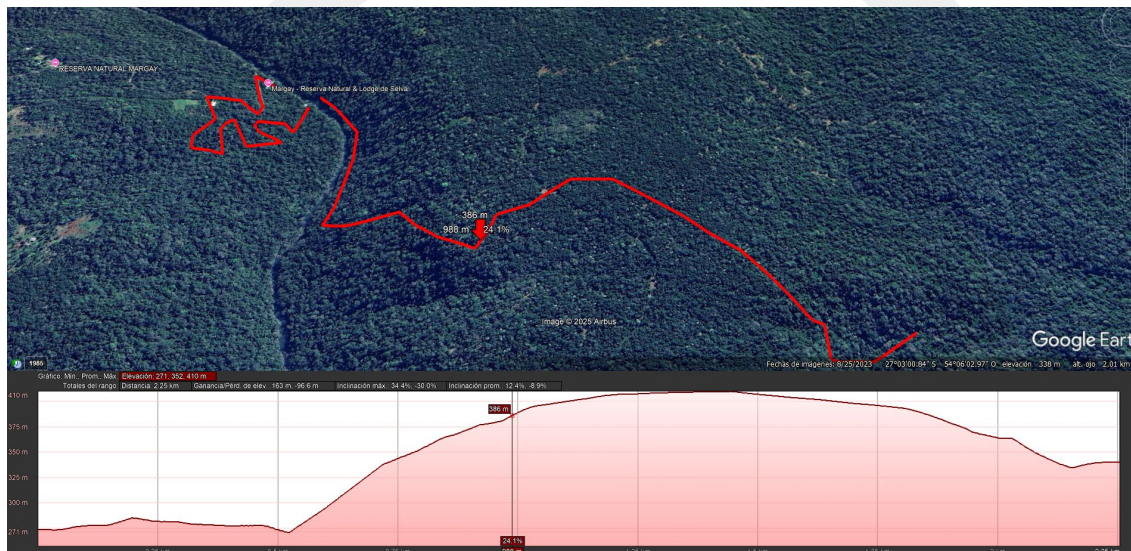 RESERVA NATURAL MARGAY
Margay - Reserva Natural & Lodge de Selva
386 m
988 m
24.1%
Image © 2025 Airbus
Google Eart
1985
Fechas de imágenes: 8/25/2023 27°03'00.84" S 54°06'02.97" O elevación 338 m alt. ojo 2.01 km
Gráfico: Mín., Prom., Máx. Elevación: 271, 352, 410 m
Totales del rango: Distancia: 2.25 km Ganancia/Pérd. de elev.: 163 m, -96.6 m Inclinación máx.: 34.4%, -30.0% Inclinación prom.: 12.4%, -8.9%
410 m
386 m
375 m
350 m
325 m
300 m
271 m
24.1%